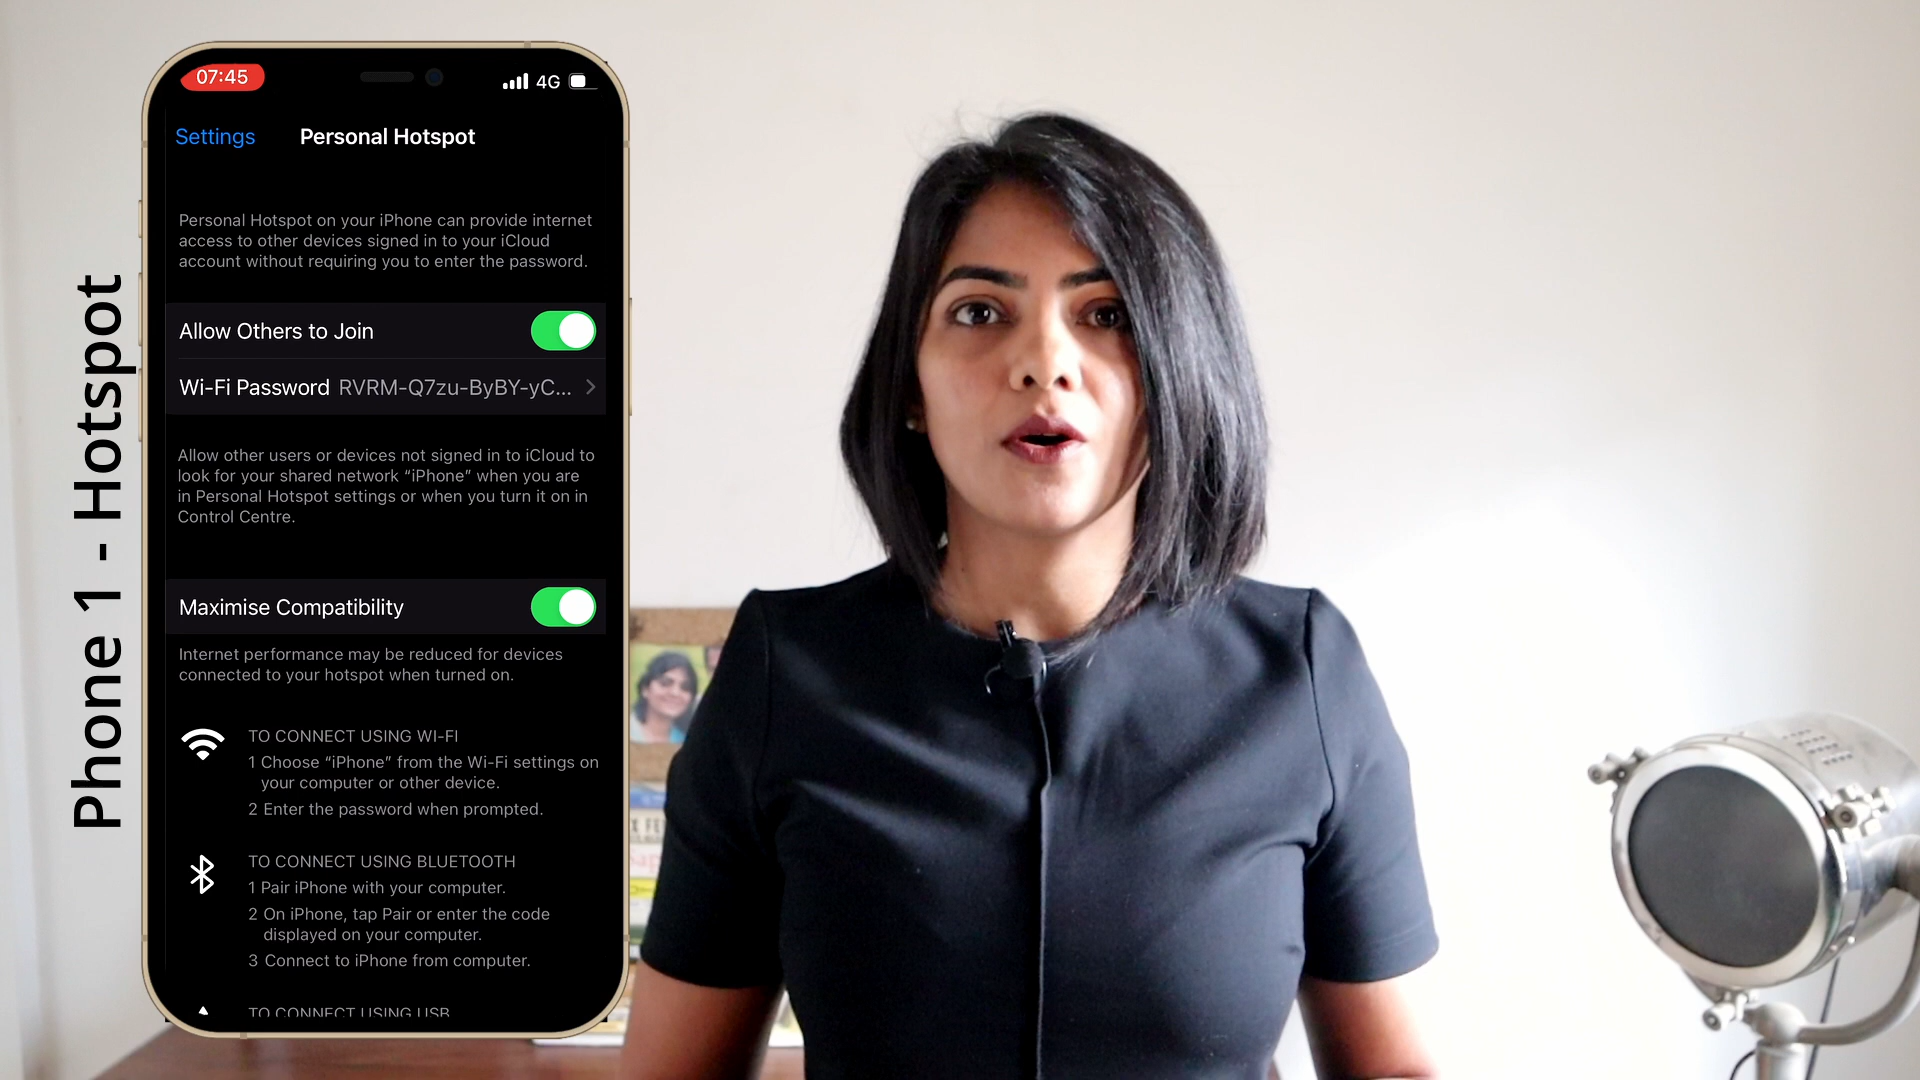 Phone 1 - Hotspot
07:45
4G
Settings
Personal Hotspot
Personal Hotspot on your iPhone can provide internet
access to other devices signed in to your iCloud
account without requiring you to enter the password.
Allow Others to Join
Wi-Fi Password RVRM-Q7zu-ByBY-yC...
Allow other users or devices not signed in to iCloud to
look for your shared network “iPhone” when you are
in Personal Hotspot settings or when you turn it on in
Control Centre.
Maximise Compatibility
Internet performance may be reduced for devices
connected to your hotspot when turned on.
TO CONNECT USING WI-FI
1 Choose “iPhone” from the Wi-Fi settings on
your computer or other device.
2 Enter the password when prompted.
TO CONNECT USING BLUETOOTH
1 Pair iPhone with your computer.
2 On iPhone, tap Pair or enter the code
displayed on your computer.
3 Connect to iPhone from computer.
TO CONNECT USING USB